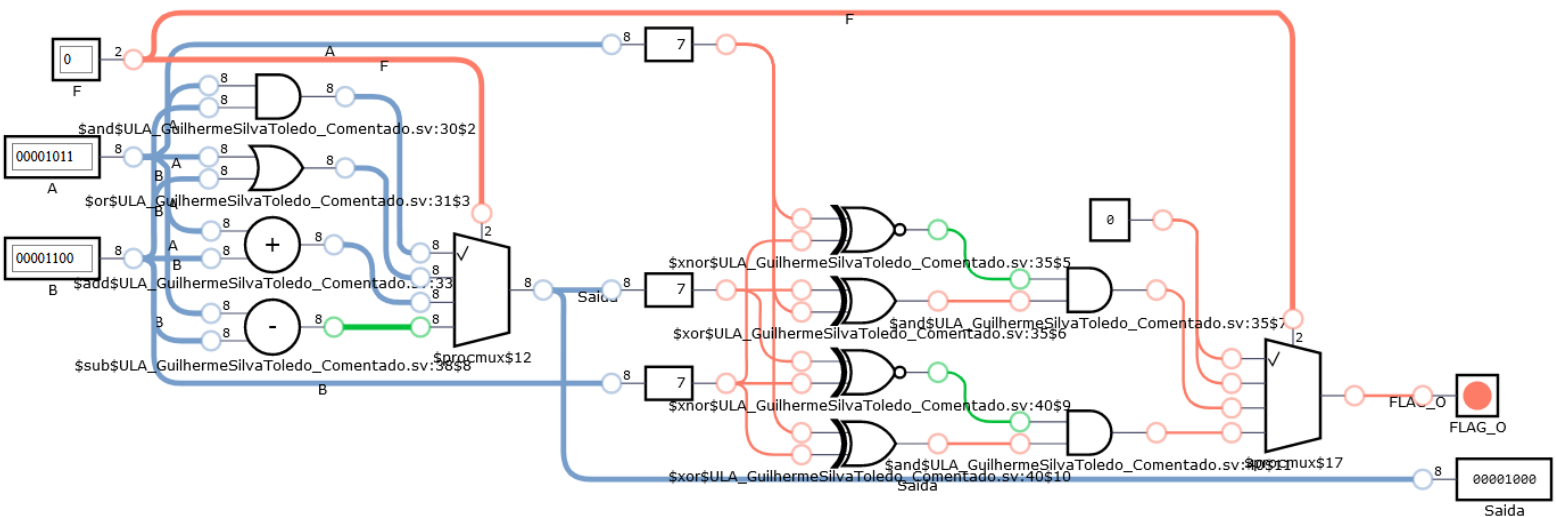 F
A
8
7
2
0
F
F
8
8
8
8
A
$and$ULA_GuilhermeSilvaToledo_Comentado.sv:30$2
8
00001011
A
8
8
8
A
B
$or$ULA_GuilhermeSilvaToledo_Comentado.sv:31$3
B
A
2
0
8
+
8
8
8
A
B
8
00001100
B
8
$xnor$ULA_GuilhermeSilvaToledo_Comentado.sv:35$5
$add$ULA_GuilhermeSilvaToledo_Comentado.sv:33
8
8
8
8
Saida
8
7
8
-
8
8
8
B
$and$ULA_GuilhermeSilvaToledo_Comentado.sv:35$7
$xor$ULA_GuilhermeSilvaToledo_Comentado.sv:35$6
2
$procmux$12
$sub$ULA_GuilhermeSilvaToledo_Comentado.sv:38$8
8
7
B
$xnor$ULA_GuilhermeSilvaToledo_Comentado.sv:40$9
FLAG_O
FLAG_O
$and$ULA_GuilhermeSilvaToledo_Comentado.sv:40$11
$procmux$17
$xor$ULA_GuilhermeSilvaToledo_Comentado.sv:40$10
Saida
8
00001000
Saida